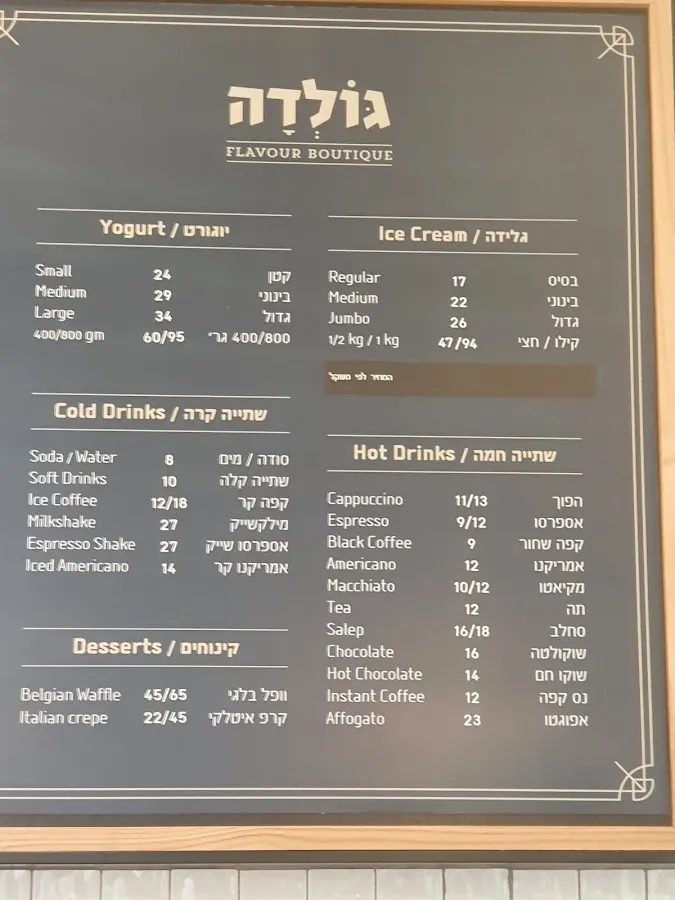 גּוֹלְדָה
FLAVOUR BOUTIQUE
Yogurt / יוגורט
Small 24 קטן
Medium 29 בינוני
Large 34 גדול
400/800 gm 60/95 400/800 גר'
Cold Drinks / שתייה קרה
Soda / Water 8 סודה / מים
Soft Drinks 10 שתייה קלה
Ice Coffee 12/18 קפה קר
Milkshake 27 מילקשייק
Espresso Shake 27 אספרסו שייק
Iced Americano 14 אמריקנו קר
Desserts / קינוחים
Belgian Waffle 45/65 וופל בלגי
Italian crepe 22/45 קרפ איטלקי
Ice Cream / גלידה
Regular 17 בסיס
Medium 22 בינוני
Jumbo 26 גדול
1/2 kg / 1 kg 47/94 קילו / חצי
המחיר לפי משקל
Hot Drinks / שתייה חמה
Cappuccino 11/13 הפוך
Espresso 9/12 אספרסו
Black Coffee 9 קפה שחור
Americano 12 אמריקנו
Macchiato 10/12 מקיאטו
Tea 12 תה
Salep 16/18 סחלב
Chocolate 16 שוקולטה
Hot Chocolate 14 שוקו חם
Instant Coffee 12 נס קפה
Affogato 23 אפוגטו